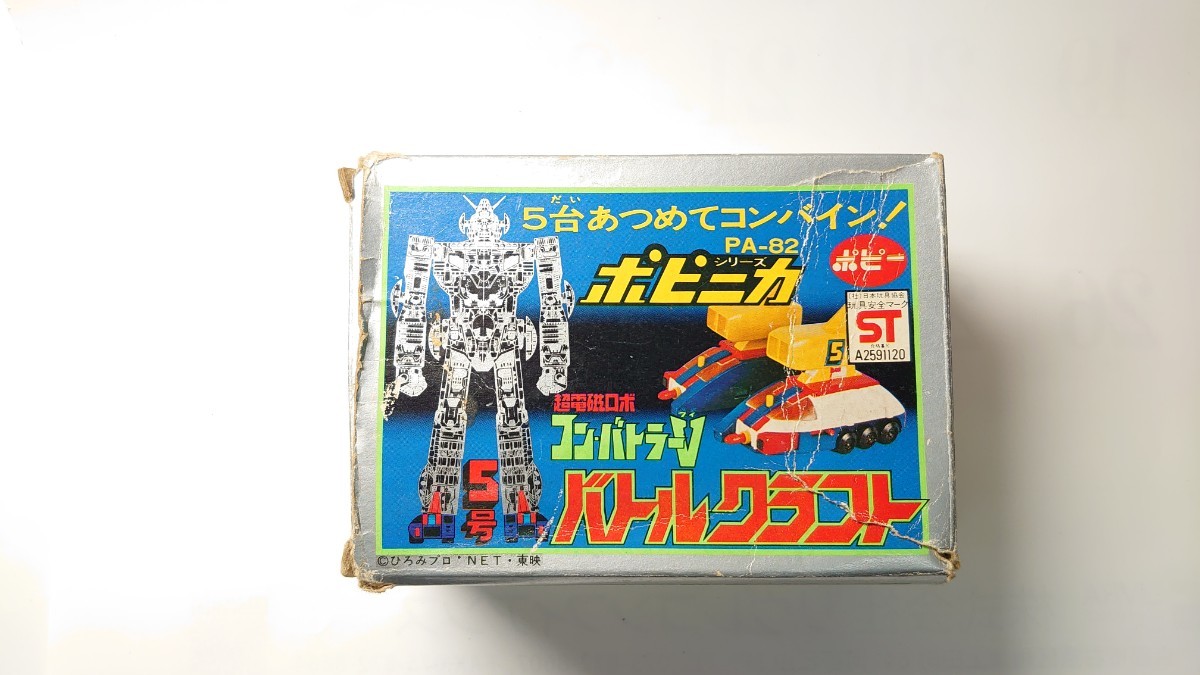 5台あつめてコンバイン!
だい
PA-82
ポピニカ
シリーズ
ポピー
(社)日本玩具協会
玩具安全マーク
ST
A2591120
5
超電磁ロボ
コン・バトラーV
ブイ
5号
バトルクラフト
©ひろみプロ・NET・東映